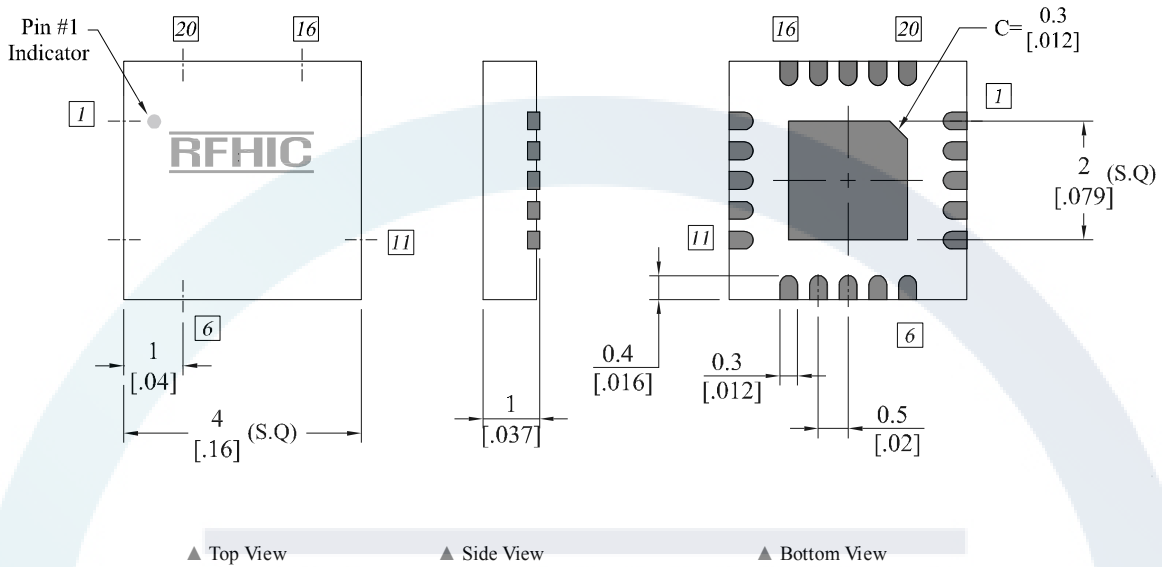 Pin #1
Indicator
20
16
1
RFHIC
11
6
1
[.04]
4
[.16]
(S.Q)
1
[.037]
16
20
C=
0.3
[.012]
1
2
[.079]
(S.Q)
11
6
0.4
[.016]
0.3
[.012]
0.5
[.02]
▲ Top View
▲ Side View
▲ Bottom View